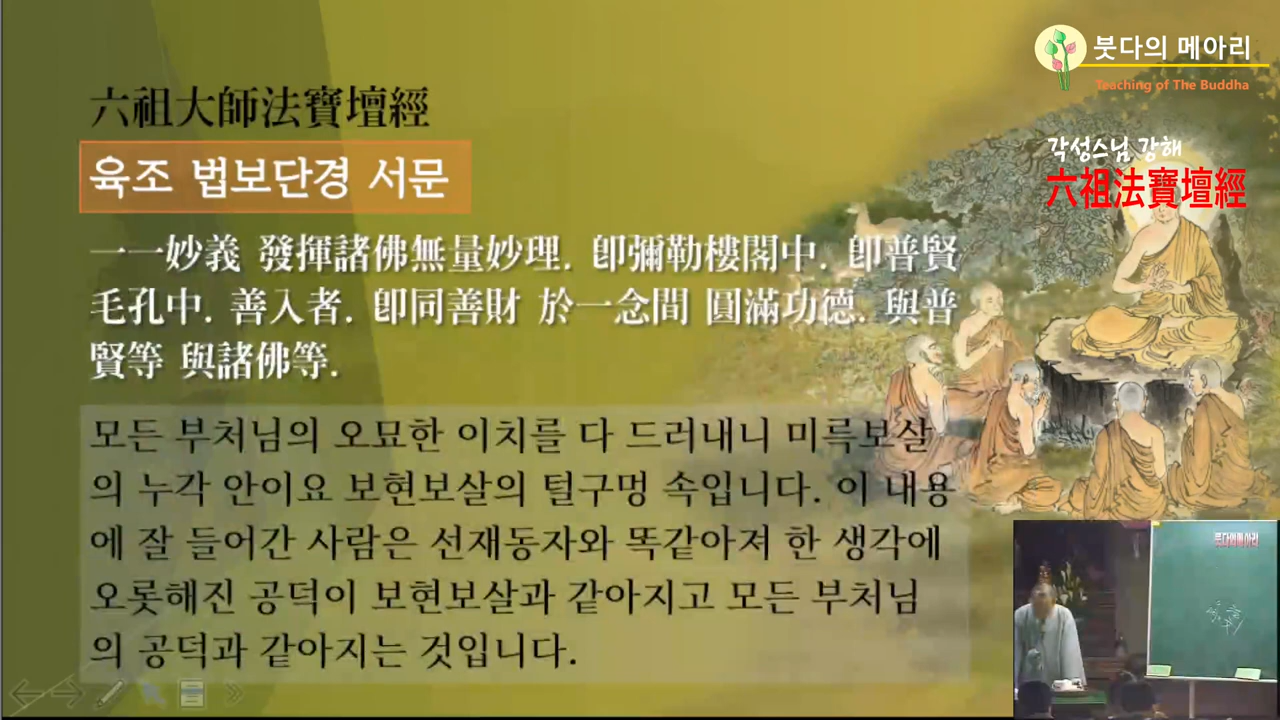 붓다의 메아리
Teaching of The Buddha
六祖大師法寶壇經
각성스님 강해
六祖法寶壇經
육조 법보단경 서문
一一妙義 發揮諸佛無量妙理. 卽彌勒樓閣中. 卽普賢
毛孔中. 善入者. 卽同善財 於一念間 圓滿功德. 與普
賢等 與諸佛等.
모든 부처님의 오묘한 이치를 다 드러내니 미륵보살
의 누각 안이요 보현보살의 털구멍 속입니다. 이 내용
에 잘 들어간 사람은 선재동자와 똑같아져 한 생각에
오롯해진 공덕이 보현보살과 같아지고 모든 부처님
의 공덕과 같아지는 것입니다.
붓다의메아리